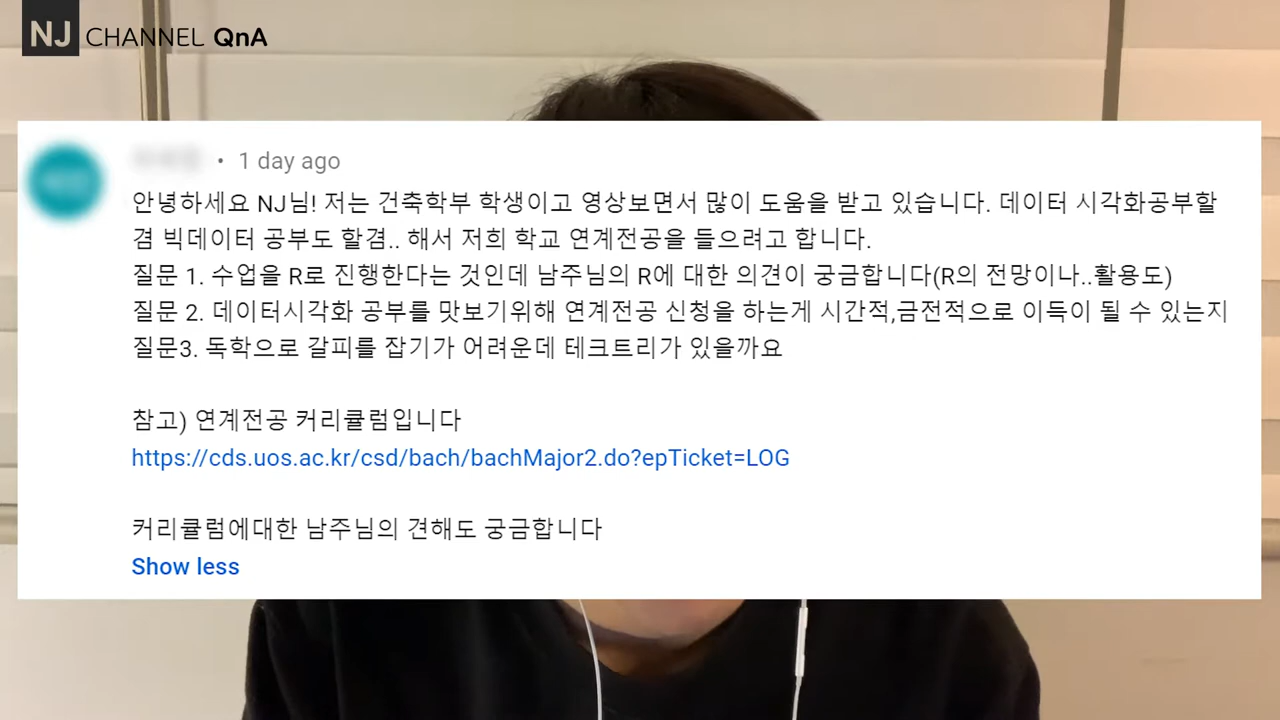 NJ CHANNEL QnA
• 1 day ago
안녕하세요 NJ님! 저는 건축학부 학생이고 영상보면서 많이 도움을 받고 있습니다. 데이터 시각화공부할
겸 빅데이터 공부도 할겸.. 해서 저희 학교 연계전공을 들으려고 합니다.
질문 1. 수업을 R로 진행한다는 것인데 남주님의 R에 대한 의견이 궁금합니다(R의 전망이나..활용도)
질문 2. 데이터시각화 공부를 맛보기위해 연계전공 신청을 하는게 시간적,금전적으로 이득이 될 수 있는지
질문3. 독학으로 갈피를 잡기가 어려운데 테크트리가 있을까요
참고) 연계전공 커리큘럼입니다
https://cds.uos.ac.kr/csd/bach/bachMajor2.do?epTicket=LOG
커리큘럼에대한 남주님의 견해도 궁금합니다
Show less